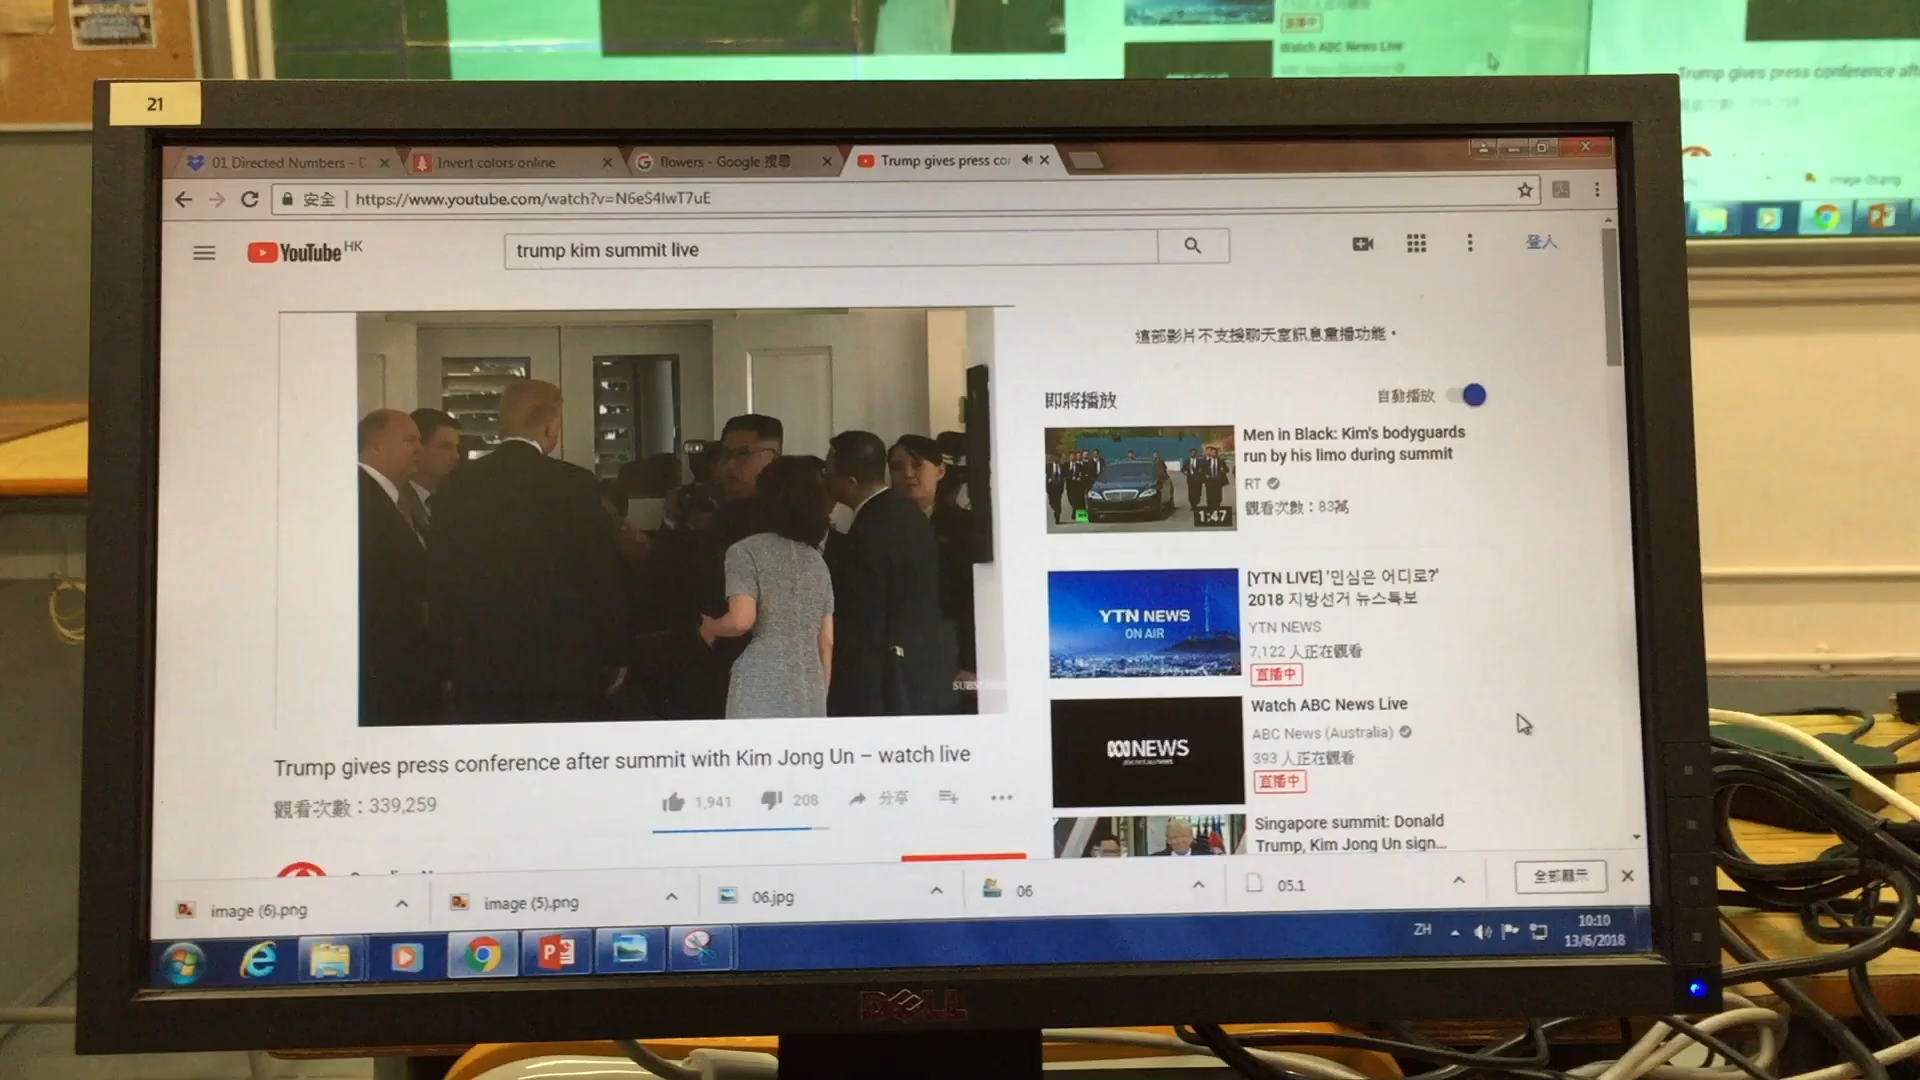 Watch ABC News Live
Trump gives press conference aft
21
01 Directed Numbers - D
Invert colors online
flowers - Google 搜尋
Trump gives press cor
安全
https://www.youtube.com/watch?v=N6eS4lwT7uE
YouTube HK
trump kim summit live
登入
這部影片不支援聊天室訊息重播功能。
即將播放
自動播放
Men in Black: Kim's bodyguards
run by his limo during summit
RT
觀看次數：83萬
1:47
[YTN LIVE] '민심은 어디로?'
2018 지방선거 뉴스특보
YTN NEWS
7,122 人正在觀看
直播中
YTN NEWS
ON AIR
Watch ABC News Live
ABC News (Australia)
393 人正在觀看
直播中
NEWS
Singapore summit: Donald
Trump, Kim Jong Un sign...
Trump gives press conference after summit with Kim Jong Un – watch live
觀看次數：339,259
1,941
208
分享
image (6).png
image (5).png
06.jpg
06
05.1
全部顯示
ZH
10:10
13/6/2018
DELL